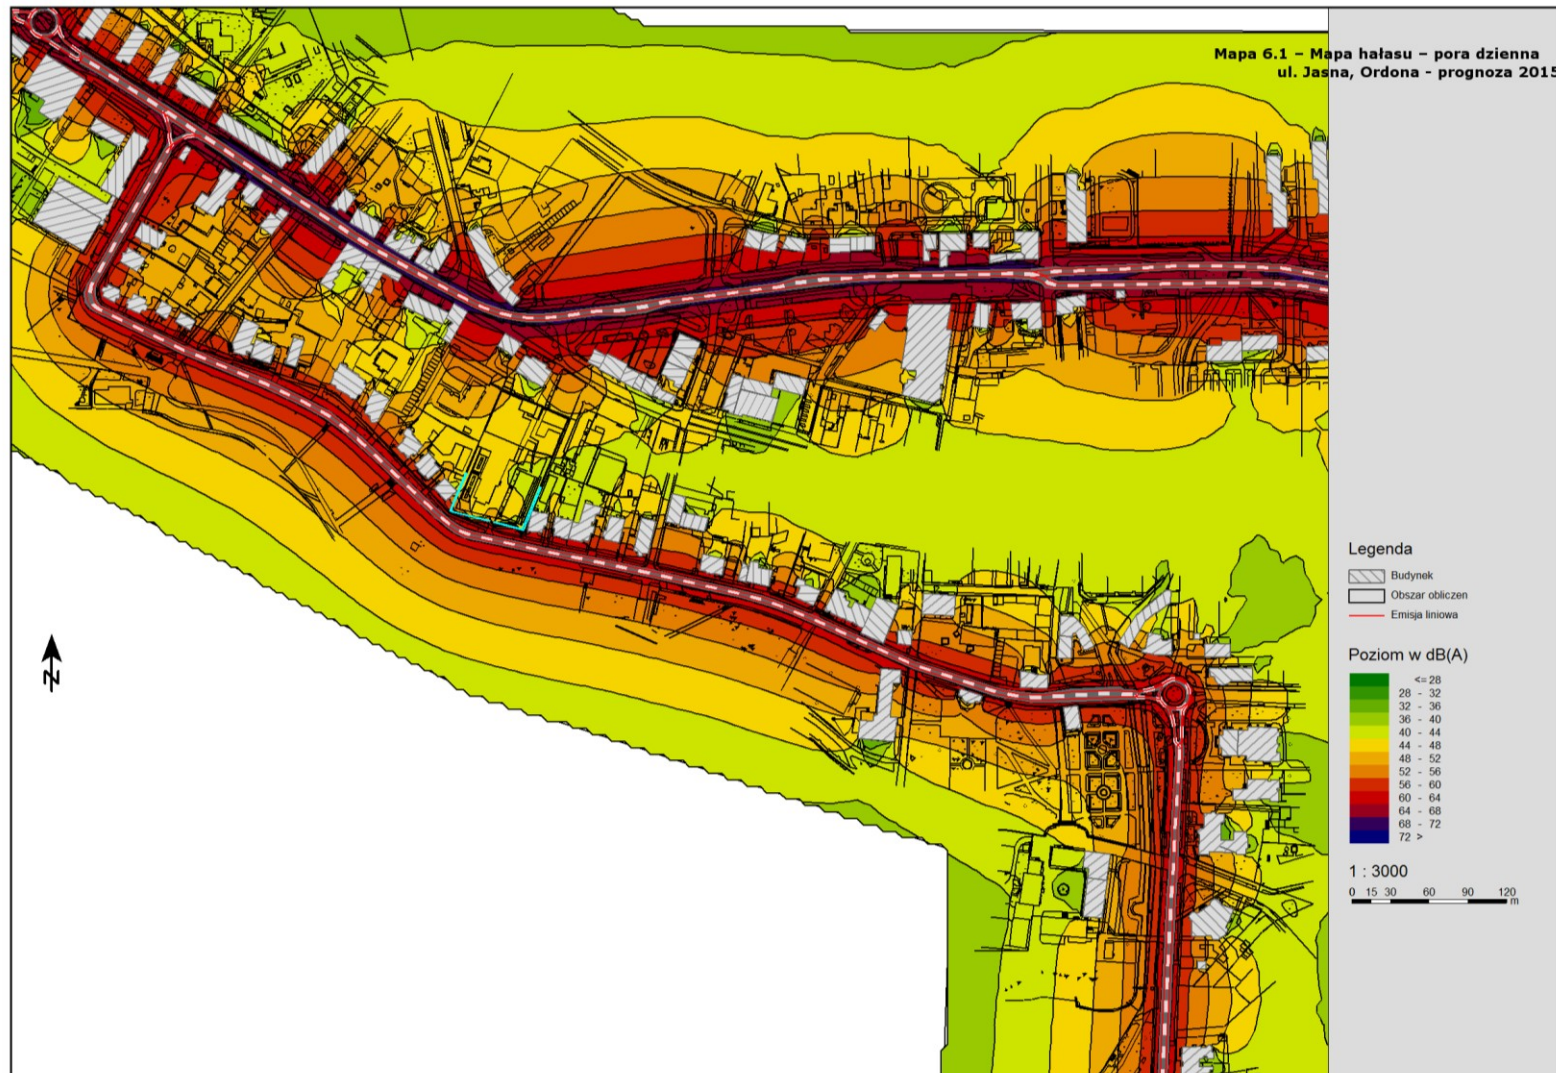 Mapa 6.1 – Mapa hałasu – pora dzienna
ul. Jasna, Ordona - prognoza 2015
Legenda
Budynek
Obszar obliczen
Emisja liniowa
Poziom w dB(A)
<= 28
28 - 32
32 - 36
36 - 40
40 - 44
44 - 48
48 - 52
52 - 56
56 - 60
60 - 64
64 - 68
68 - 72
72 >
1 : 3000
0 15 30 60 90 120
m
N